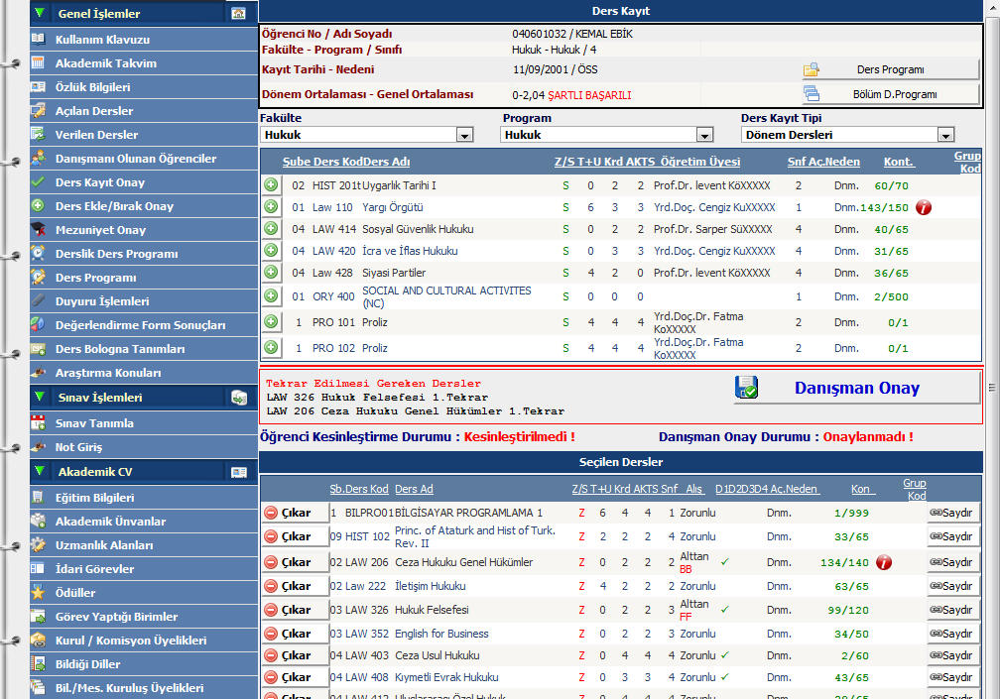 Genel İşlemler
Kullanım Klavuzu
Akademik Takvim
Özlük Bilgileri
Açılan Dersler
Verilen Dersler
Danışmanı Olunan Öğrenciler
Ders Kayıt Onay
Ders Ekle/Bırak Onay
Mezuniyet Onay
Derslik Ders Programı
Ders Programı
Duyuru İşlemleri
Değerlendirme Form Sonuçları
Ders Bologna Tanımları
Araştırma Konuları
Sınav İşlemleri
Sınav Tanımla
Not Giriş
Akademik CV
Eğitim Bilgileri
Akademik Ünvanlar
Uzmanlık Alanları
İdari Görevler
Ödüller
Görev Yaptığı Birimler
Kurul / Komisyon Üyelikleri
Bildiği Diller
Bil./Mes. Kuruluş Üyelikleri
Ders Kayıt
Öğrenci No / Adı Soyadı 040601032 / KEMAL EBİK
Fakülte - Program / Sınıfı Hukuk - Hukuk / 4
Kayıt Tarihi - Nedeni 11/09/2001 / ÖSS Ders Programı
Dönem Ortalaması - Genel Ortalaması 0-2,04 ŞARTLI BAŞARILI Bölüm D.Programı
Fakülte Program Ders Kayıt Tipi
Hukuk Hukuk Dönem Dersleri
Sube Ders Kod Ders Adı Z/S T+U Krd AKTS Öğretim Üyesi Snf Aç.Neden Kont. Grup Kod
02 HIST 201t Uygarlık Tarihi I S 0 2 2 Prof.Dr. levent KöXXXXX 2 Dnm. 60/70
01 Law 110 Yargı Örgütü S 6 3 3 Yrd.Doç. Cengiz KuXXXXX 1 Dnm. 143/150
04 LAW 414 Sosyal Güvenlik Hukuku S 0 2 2 Prof.Dr. Sarper SüXXXXX 4 Dnm. 40/65
04 LAW 420 İcra ve İflas Hukuku S 0 3 3 Yrd.Doç. Cengiz KuXXXXX 4 Dnm. 31/65
04 Law 428 Siyasi Partiler S 4 2 0 Prof.Dr. levent KöXXXXX 4 Dnm. 36/65
01 ORY 400 SOCIAL AND CULTURAL ACTIVITES (NC) S 0 0 0 1 Dnm. 2/500
1 PRO 101 Proliz S 4 4 4 Yrd.Doç.Dr. Fatma KoXXXXX 2 Dnm. 0/1
1 PRO 102 Proliz S 4 4 4 Yrd.Doç.Dr. Fatma KoXXXXX 2 Dnm. 0/1
Tekrar Edilmesi Gereken Dersler
LAW 326 Hukuk Felsefesi 1.Tekrar
LAW 206 Ceza Hukuku Genel Hükümler 1.Tekrar
Danışman Onay
Öğrenci Kesinleştirme Durumu : Kesinleştirilmedi ! Danışman Onay Durumu : Onaylanmadı !
Seçilen Dersler
Sb. Ders Kod Ders Ad Z/S T+U Krd AKTS Snf Alış D1D2D3D4 Aç.Neden Kon Grup Kod
Çıkar 1 BILPRO01 BİLGİSAYAR PROGRAMLAMA 1 Z 6 4 4 1 Zorunlu Dnm. 1/999 Saydır
Çıkar 09 HIST 102 Princ. of Ataturk and Hist of Turk. Rev. II Z 2 2 2 4 Zorunlu Dnm. 33/65 Saydır
Çıkar 02 LAW 206 Ceza Hukuku Genel Hükümler Z 0 2 2 2 Alttan BB ✓ Dnm. 134/140 Saydır
Çıkar 02 Law 222 İletişim Hukuku Z 4 2 2 2 Zorunlu Dnm. 63/65 Saydır
Çıkar 03 LAW 326 Hukuk Felsefesi Z 0 2 2 3 Alttan FF ✓ Dnm. 99/120 Saydır
Çıkar 03 LAW 352 English for Business Z 0 2 2 3 Zorunlu Dnm. 34/50 Saydır
Çıkar 04 LAW 403 Ceza Usul Hukuku Z 0 4 4 4 Zorunlu ✓ Dnm. 2/60 Saydır
Çıkar 04 LAW 408 Kıymetli Evrak Hukuku Z 0 3 3 4 Zorunlu ✓ Dnm. 43/65 Saydır